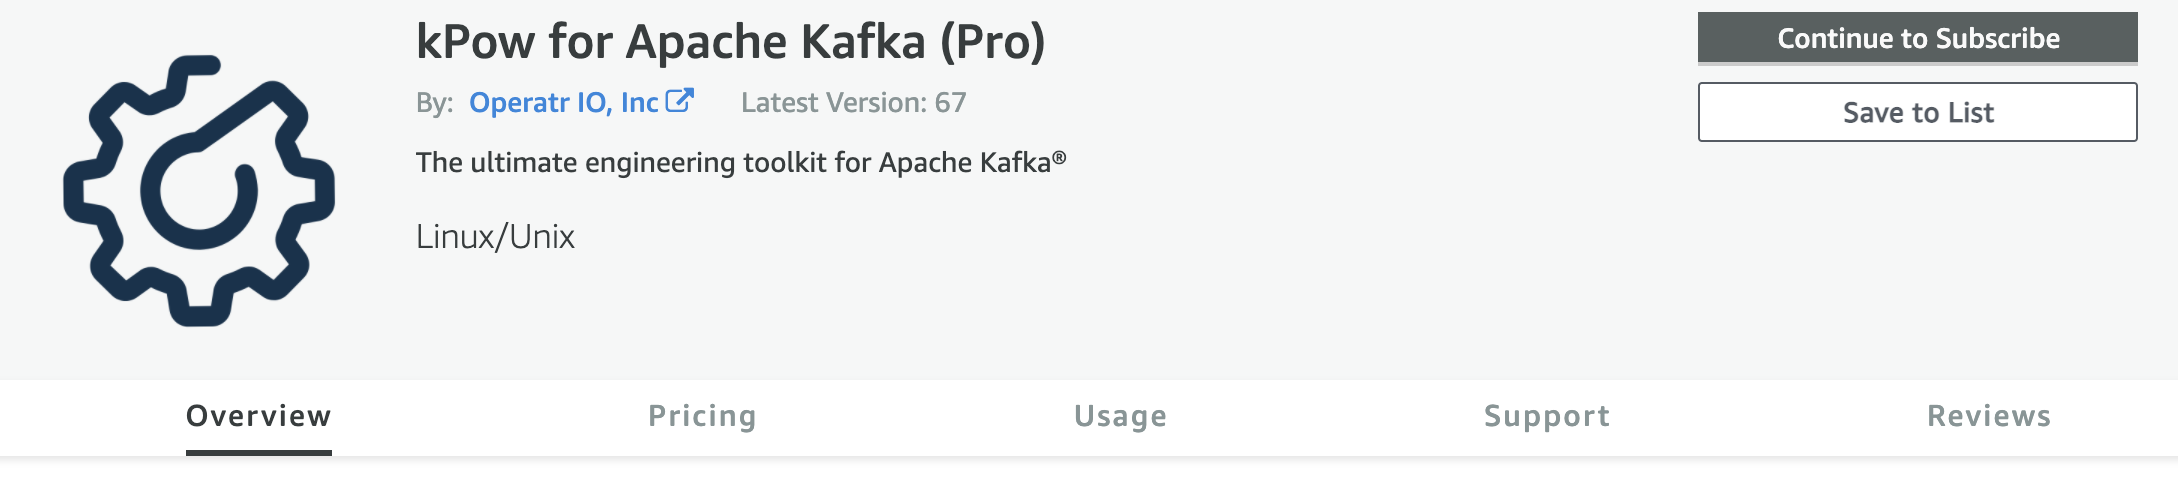 kPow for Apache Kafka (Pro)
By: Operatr IO, Inc Latest Version: 67
The ultimate engineering toolkit for Apache Kafka®
Linux/Unix
Continue to Subscribe
Save to List
Overview Pricing Usage Support Reviews